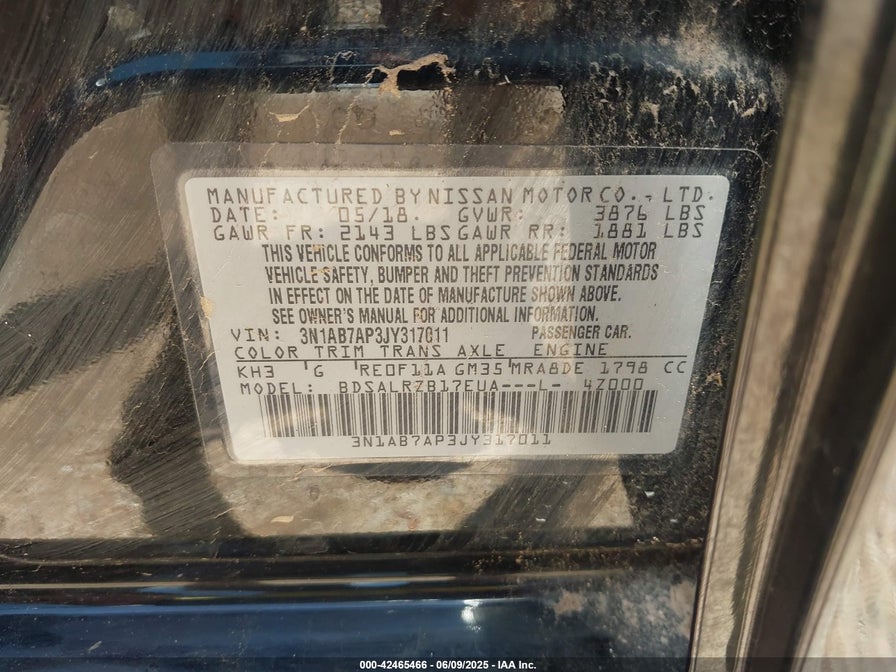 MANUFACTURED BY NISSAN MOTOR CO., LTD.
DATE: 05/18. GVWR: 3876 LBS
GAWR FR: 2143 LBS GAWR RR: 1881 LBS
THIS VEHICLE CONFORMS TO ALL APPLICABLE FEDERAL MOTOR
VEHICLE SAFETY, BUMPER AND THEFT PREVENTION STANDARDS
IN EFFECT ON THE DATE OF MANUFACTURE SHOWN ABOVE.
SEE OWNER'S MANUAL FOR ADDITIONAL INFORMATION.
VIN: 3N1AB7AP3JY317011 PASSENGER CAR.
COLOR TRIM TRANS AXLE ENGINE
KH3 G RE0F11A GM35 MRA8DE 1798 CC
MODEL: BDSALRZB17EUA---L- 4Z000
3N1AB7AP3JY317011
000-42465466 - 06/09/2025 - IAA Inc.